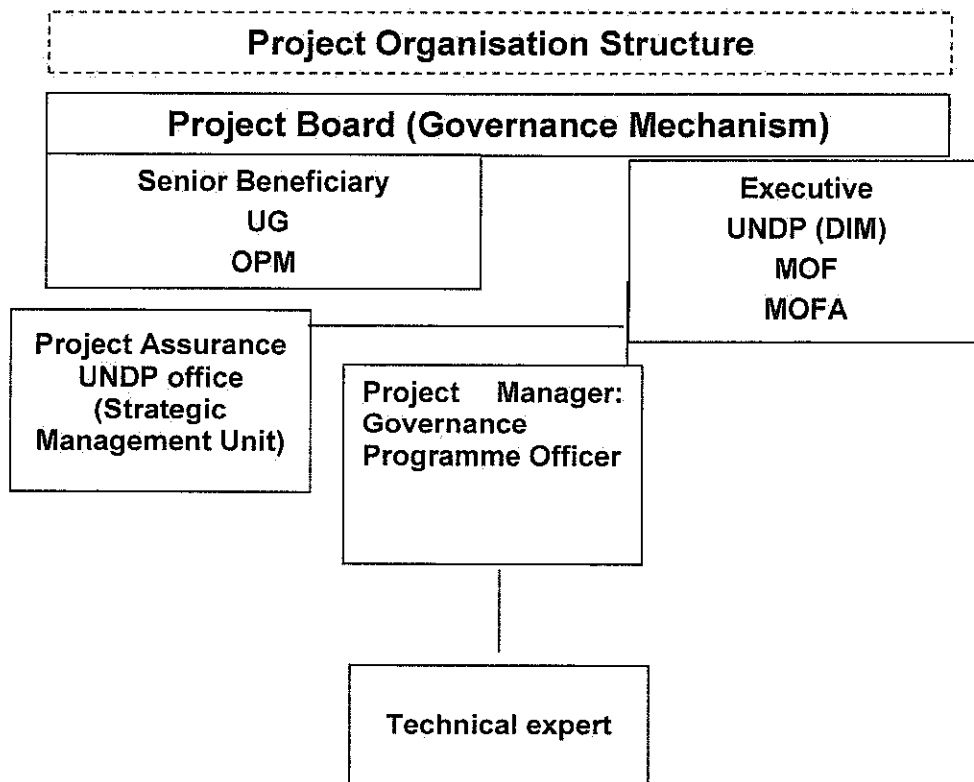 Project Organisation Structure
Project Board (Governance Mechanism)
Senior Beneficiary
UG
OPM
Executive
UNDP (DIM)
MOF
MOFA
Project Assurance
UNDP office
(Strategic
Management Unit)
Project Manager:
Governance
Programme Officer
Technical expert